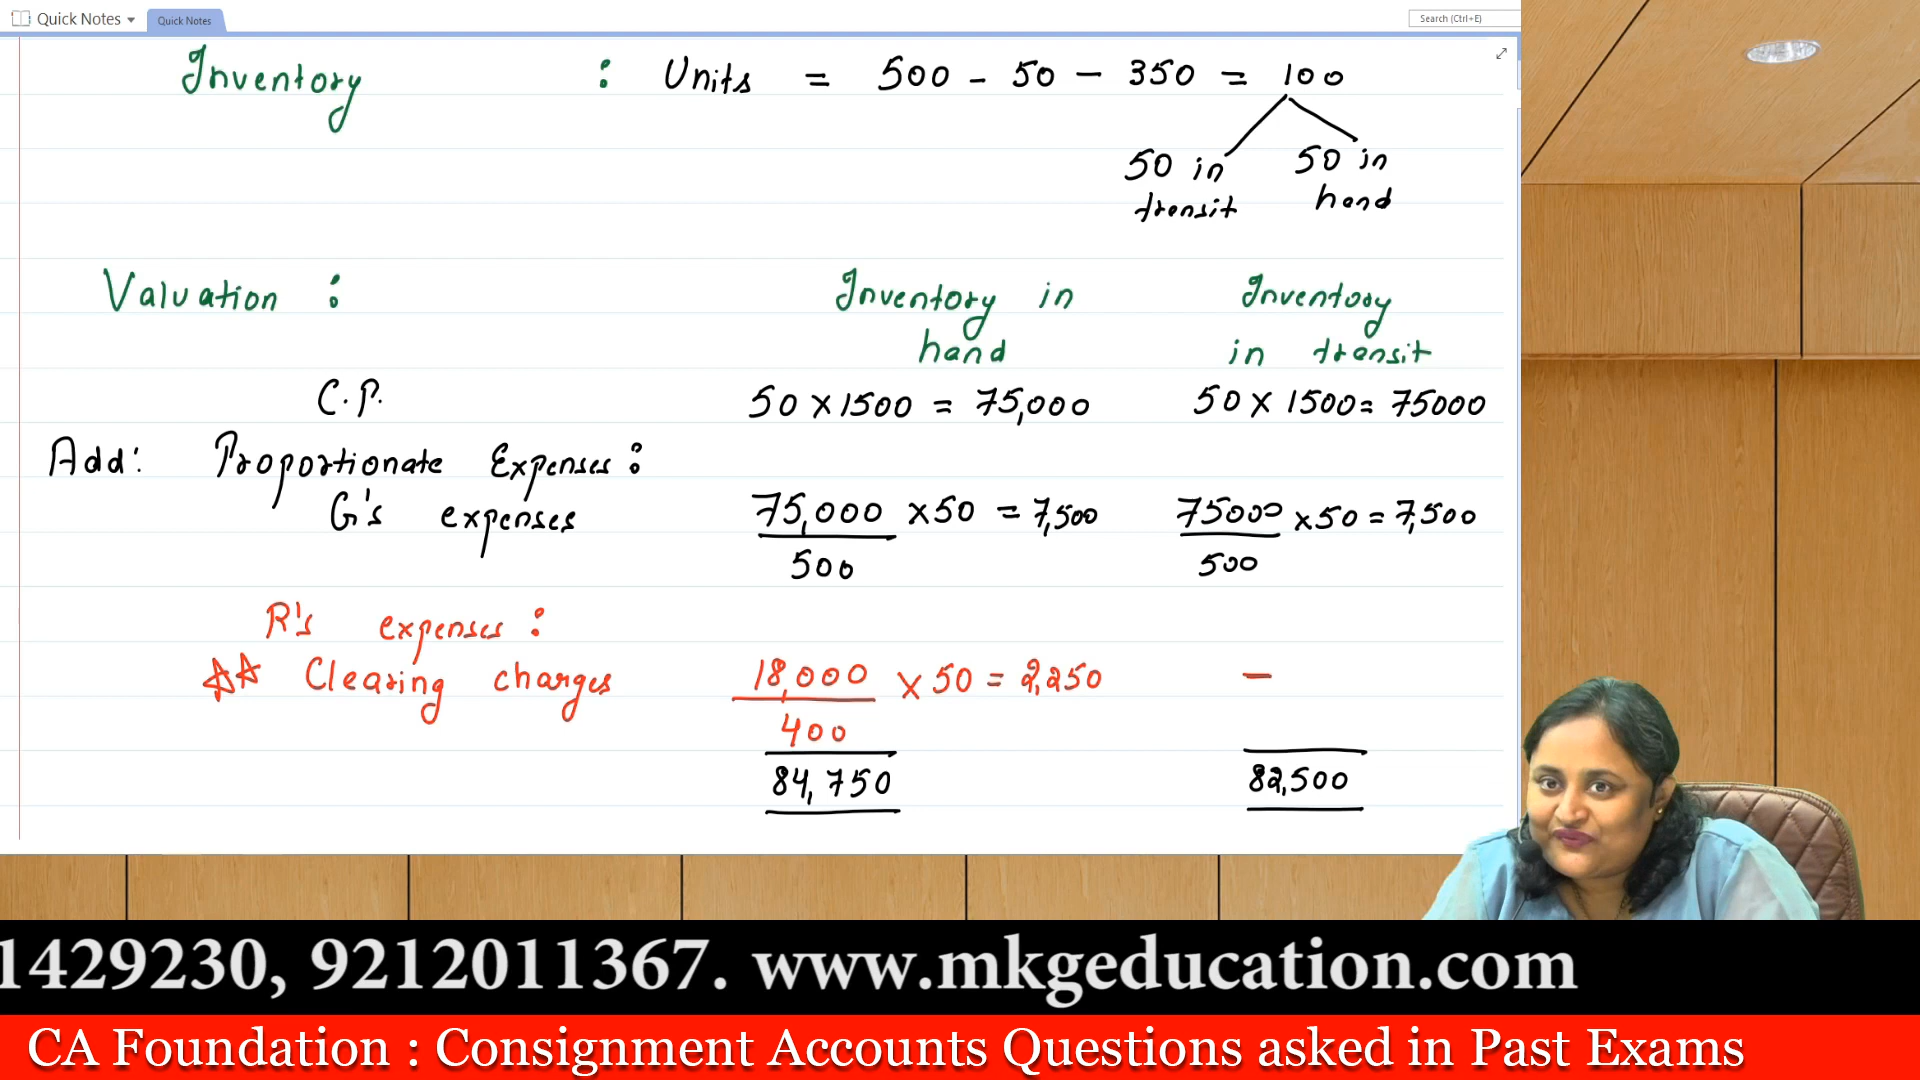 Quick Notes
Quick Notes
Search (Ctrl+E)
Inventory : Units = 500 - 50 - 350 = 100
50 in transit
50 in hand
Valuation : Inventory in hand Inventory in transit
C.P. 50 × 1500 = 75,000 50 × 1500 = 75000
Add: Proportionate Expenses:
G's expenses 75,000/500 × 50 = 7,500 75000/500 × 50 = 7,500
R's expenses:
☆☆ Clearing charges 18,000/400 × 50 = 2,250 -
84,750 82,500
1429230, 9212011367. www.mkgeducation.com
CA Foundation : Consignment Accounts Questions asked in Past Exams